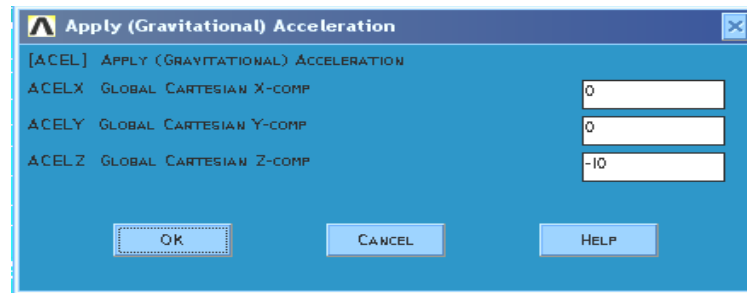 Apply (Gravitational) Acceleration
[ACEL] Apply (Gravitational) Acceleration
ACELX Global Cartesian X-comp 0
ACELY Global Cartesian Y-comp 0
ACELZ Global Cartesian Z-comp -10
OK Cancel Help